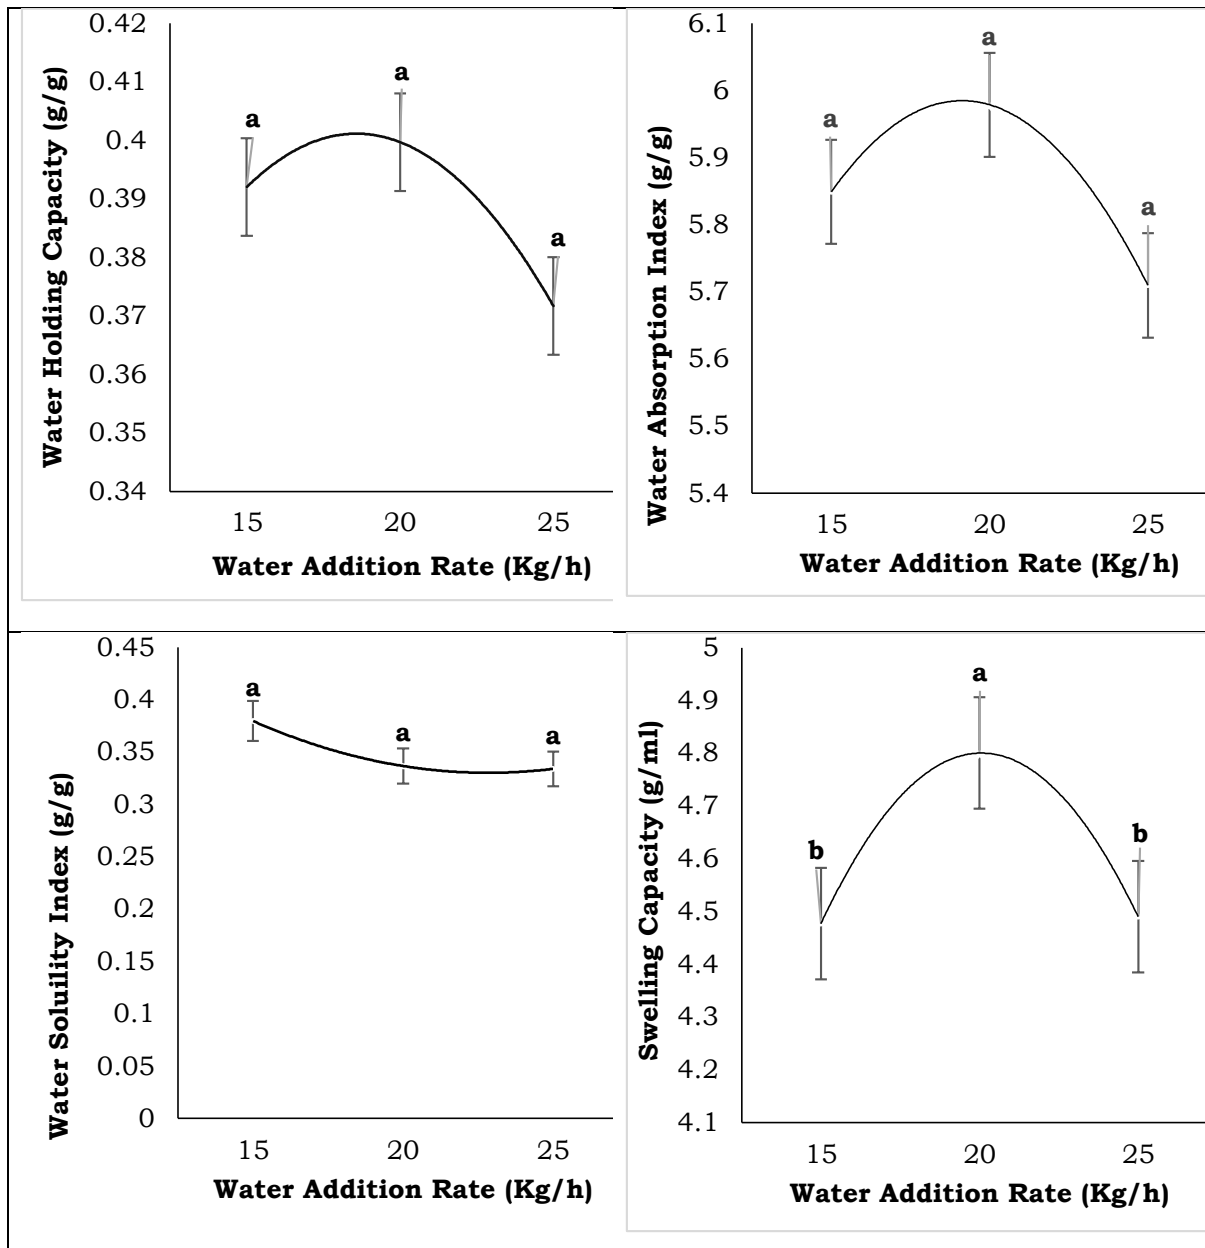 Water Holding Capacity (g/g)
0.42
0.41
0.4
0.39
0.38
0.37
0.36
0.35
0.34
a
a
a
15 20 25
Water Addition Rate (Kg/h)
Water Absorption Index (g/g)
6.1
6
5.9
5.8
5.7
5.6
5.5
5.4
a
a
a
15 20 25
Water Addition Rate (Kg/h)
Water Soluility Index (g/g)
0.45
0.4
0.35
0.3
0.25
0.2
0.15
0.1
0.05
0
a
a
a
15 20 25
Water Addition Rate (Kg/h)
Swelling Capacity (g/ml)
5
4.9
4.8
4.7
4.6
4.5
4.4
4.3
4.2
4.1
b
a
b
15 20 25
Water Addition Rate (Kg/h)